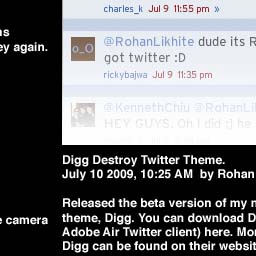 charles_k Jul 9 11:55 pm »
ns
ey again.
@RohanLikhite dude its R
o_O
got twitter :D
rickybajwa Jul 9 11:35 pm
@KennethChiu @RohanLi
HEY GUYS. Oh I did :) he
Digg Destroy Twitter Theme.
July 10 2009, 10:25 AM by Rohan
Released the beta version of my n
e camera
theme, Digg. You can download D
Adobe Air Twitter client) here. Mor
Digg can be found on their websit